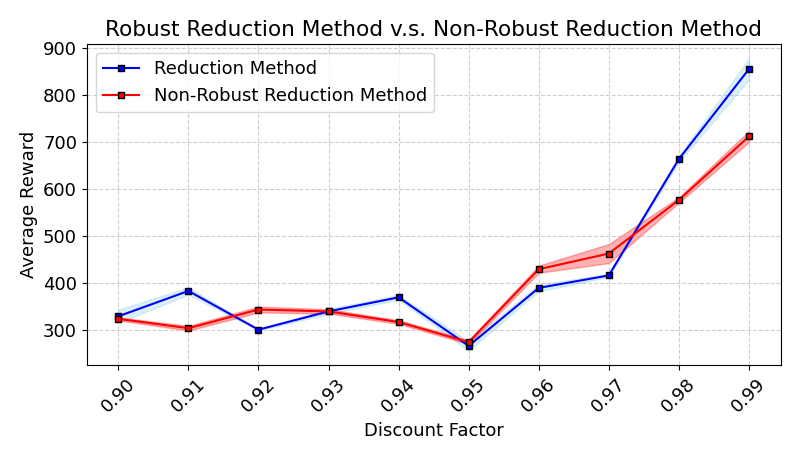 Robust Reduction Method v.s. Non-Robust Reduction Method
Reduction Method
Non-Robust Reduction Method
Average Reward
900
800
700
600
500
400
300
0.90 0.91 0.92 0.93 0.94 0.95 0.96 0.97 0.98 0.99
Discount Factor